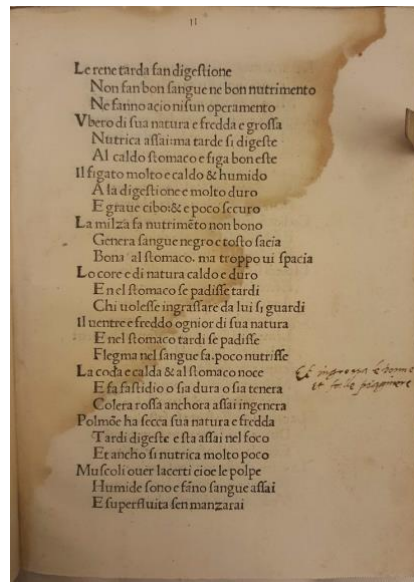 11
Le rene tarda fan digeſtione
Non fan bon ſangue ne bon nutrimento
Ne fanno acio niſun operamento
Vbero di ſua natura e fredda e groſſa
Nutrica aſſai: ma tarde ſi digeſte
Al caldo ſtomaco e ſiga bon eſte
Il figato molto e caldo & humido
A la digeſtione e molto duro
E graue cibo: & e poco ſecuro
La milza fa nutrimēto non bono
Genera ſangue negro e toſto ſacia
Bona al ſtomaco. ma troppo ui ſpacia
Lo core e di natura caldo e duro
E nel ſtomaco ſe padiſſe tardi
Chi uoleſſe ingraſſare da lui ſi guardi
Il uentre e freddo ognior di ſua natura
E nel ſtomaco tardi ſe padiſſe
Flegma nel ſangue fa. poco nutriſſe
La coda e calda & al ſtomaco noce
E fa faſtidio o ſia dura o ſia tenera
Colera roſſa anchora aſſai ingenera
Polmōe ha ſecca ſua natura e fredda
Tardi digeſte e ſta aſſai nel foco
Et ancho ſi nutrica molto poco
Muſcoli ouer lacerti cioe le polpe
Humide ſono e fāno ſangue aſſai
E ſuperfluita ſen manzarai